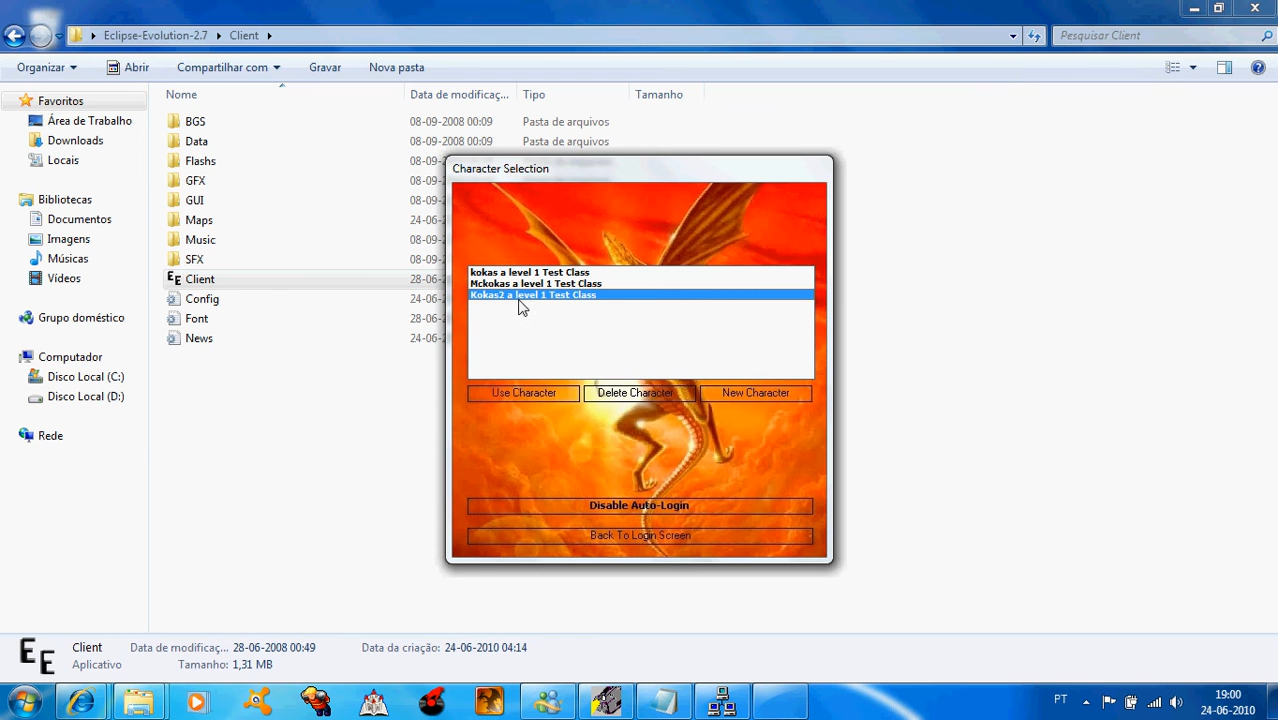 Eclipse-Evolution-2.7 Client
Pesquisar Client
Organizar Abrir Compartilhar com Gravar Nova pasta
Favoritos
Área de Trabalho
Downloads
Locais
Bibliotecas
Documentos
Imagens
Músicas
Vídeos
Grupo doméstico
Computador
Disco Local (C:)
Disco Local (D:)
Rede
Nome Data de modificaç... Tipo Tamanho
BGS 08-09-2008 00:09 Pasta de arquivos
Data 08-09-2008 00:09 Pasta de arquivos
Flashs 08-09-2008 00:09
GFX 08-09
GUI 08-09
Maps 24-06
Music 08-09
SFX 08-09
EE Client 28-06
Config 24-06
Font 28-06
News 24-06
Character Selection
kokas a level 1 Test Class
Mckokas a level 1 Test Class
Kokas2 a level 1 Test Class
Use Character Delete Character New Character
Disable Auto-Login
Back To Login Screen
EE
Client Data de modificaç... 28-06-2008 00:49 Data da criação: 24-06-2010 04:14
Aplicativo Tamanho: 1,31 MB
PT
19:00
24-06-2010